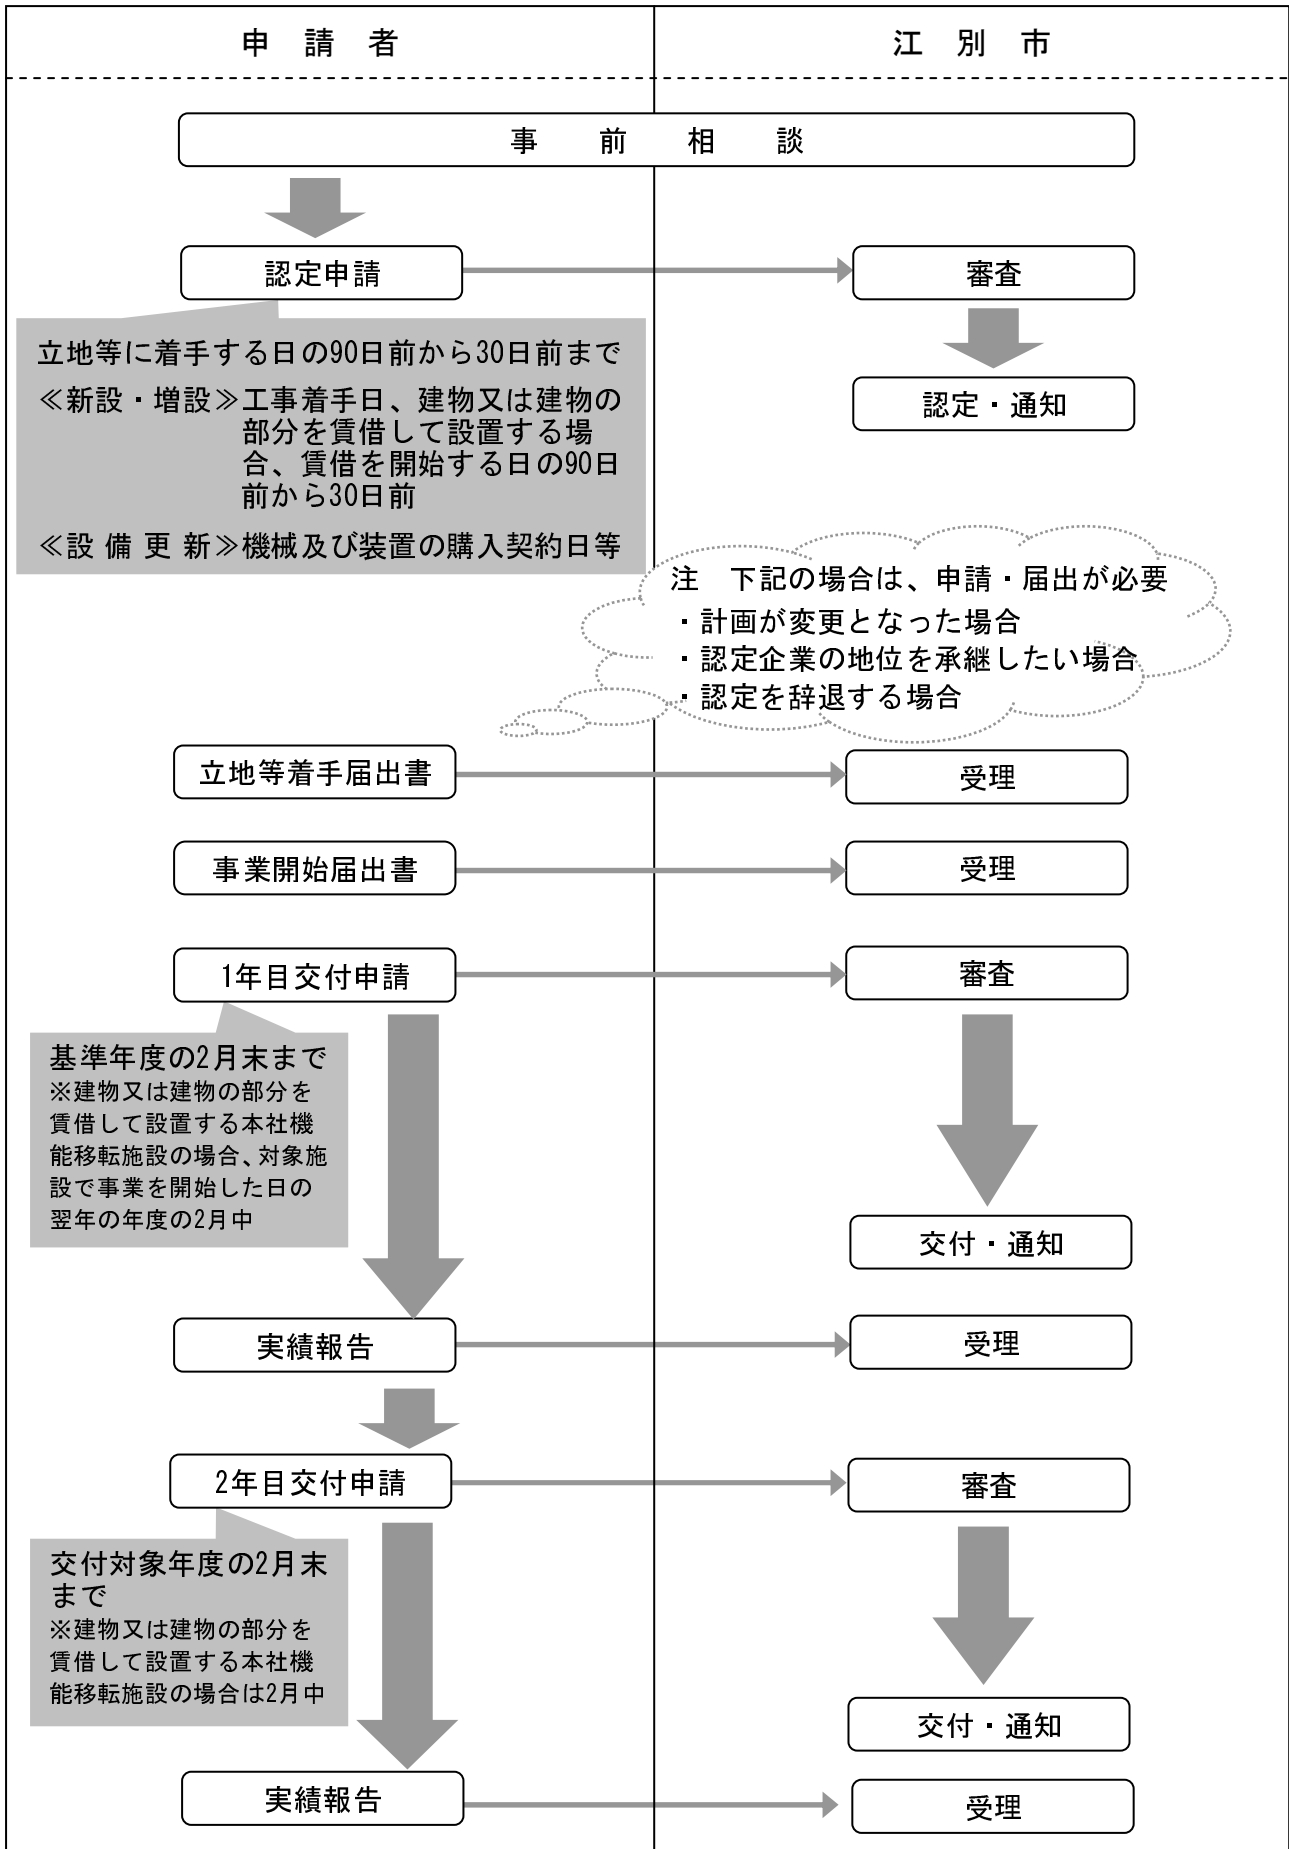 申 請 者
江 別 市
事 前 相 談
認定申請
審査
立地等に着手する日の90日前から30日前まで
≪新設・増設≫工事着手日、建物又は建物の
部分を賃借して設置する場
合、賃借を開始する日の90日
前から30日前
≪設 備 更 新≫機械及び装置の購入契約日等
認定・通知
注 下記の場合は、申請・届出が必要
・計画が変更となった場合
・認定企業の地位を承継したい場合
・認定を辞退する場合
立地等着手届出書
受理
事業開始届出書
受理
1年目交付申請
審査
基準年度の2月末まで
※建物又は建物の部分を
賃借して設置する本社機
能移転施設の場合、対象施
設で事業を開始した日の
翌年の年度の2月中
交付・通知
実績報告
受理
2年目交付申請
審査
交付対象年度の2月末
まで
※建物又は建物の部分を
賃借して設置する本社機
能移転施設の場合は2月中
交付・通知
実績報告
受理